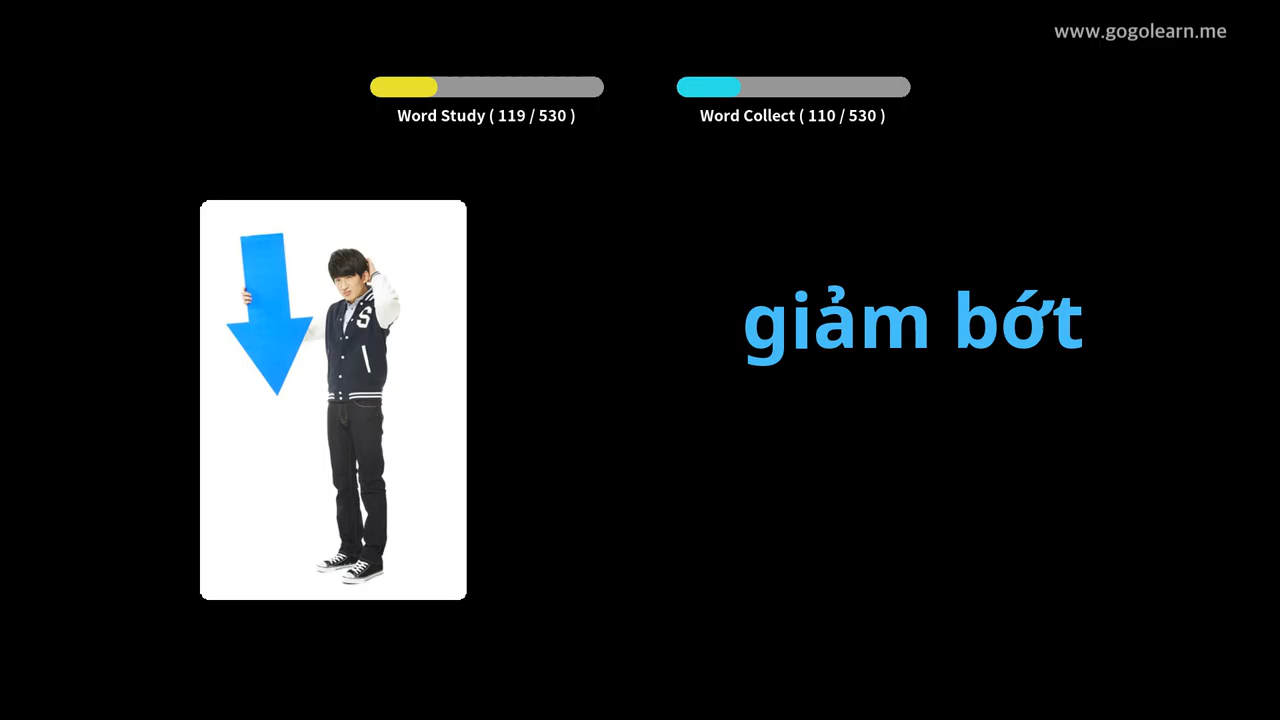 www.gogolearn.me
Word Study ( 119 / 530 )
Word Collect ( 110 / 530 )
S
giảm bớt